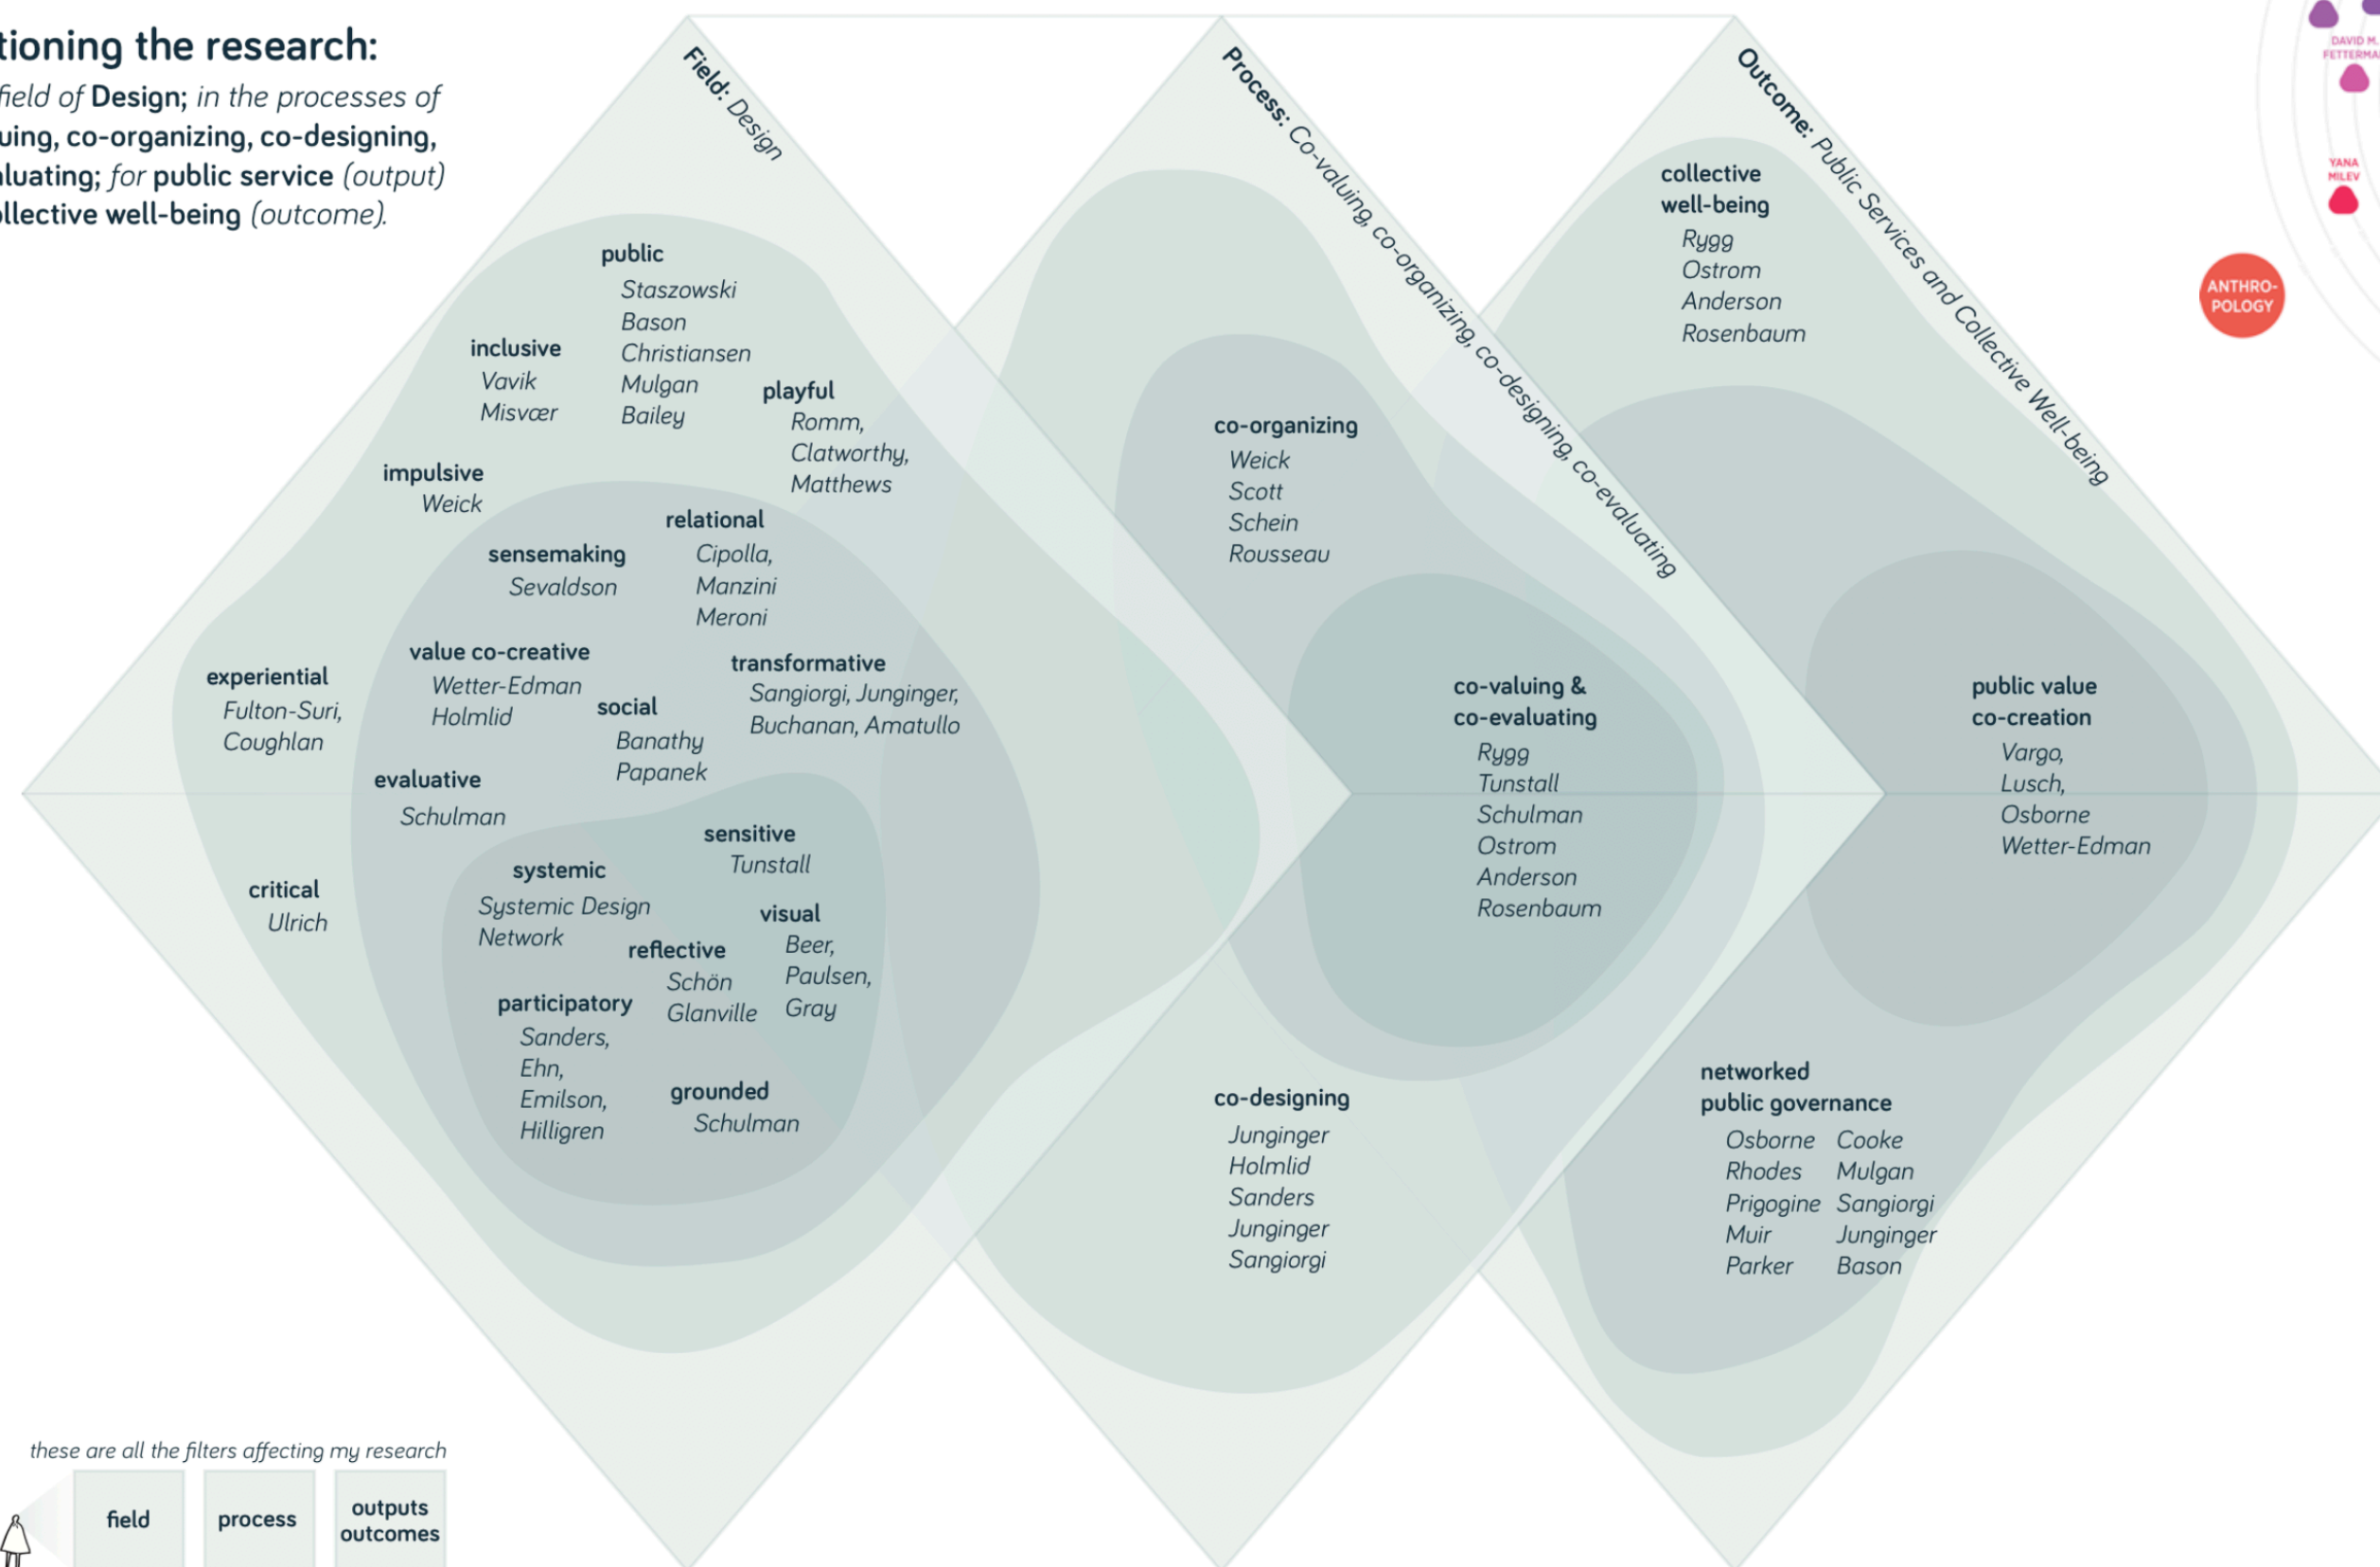 tioning the research:
field of Design; in the processes of
uing, co-organizing, co-designing,
luating; for public service (output)
ollective well-being (outcome).
Field: Design
public
Staszowski
Bason
Christiansen
Mulgan
Bailey
inclusive
Vavik
Misvær
playful
Romm,
Clatworthy,
Matthews
impulsive
Weick
relational
Cipolla,
Manzini
Meroni
sensemaking
Sevaldson
value co-creative
Wetter-Edman
Holmlid
transformative
Sangiorgi, Junginger,
Buchanan, Amatullo
experiential
Fulton-Suri,
Coughlan
social
Banathy
Papanek
evaluative
Schulman
sensitive
Tunstall
systemic
Systemic Design
Network
critical
Ulrich
visual
Beer,
Paulsen,
Gray
reflective
Schön
Glanville
participatory
Sanders,
Ehn,
Emilson,
Hilligren
grounded
Schulman
Process: Co-valuing, co-organizing, co-designing, co-evaluating
co-organizing
Weick
Scott
Schein
Rousseau
co-valuing &
co-evaluating
Rygg
Tunstall
Schulman
Ostrom
Anderson
Rosenbaum
co-designing
Junginger
Holmlid
Sanders
Junginger
Sangiorgi
Outcome: Public Services and Collective Well-being
collective
well-being
Rygg
Ostrom
Anderson
Rosenbaum
public value
co-creation
Vargo,
Lusch,
Osborne
Wetter-Edman
networked
public governance
Osborne Cooke
Rhodes Mulgan
Prigogine Sangiorgi
Muir Junginger
Parker Bason
DAVID M.
FETTERMA
YANA
MILEV
ANTHRO-
POLOGY
these are all the filters affecting my research
field
process
outputs
outcomes